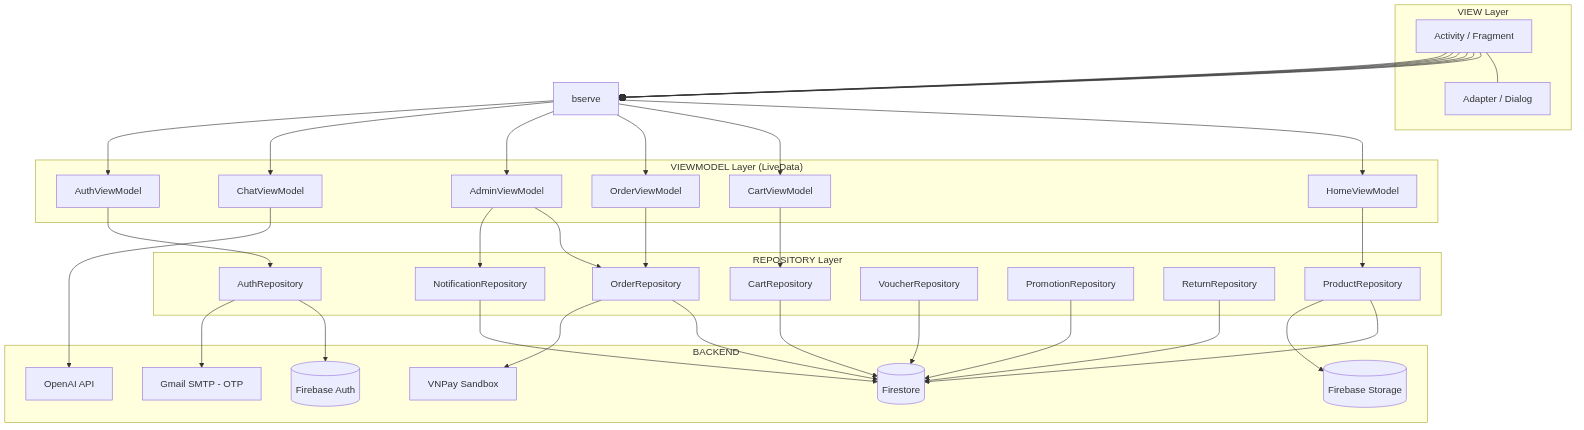 VIEW Layer
Activity / Fragment
Adapter / Dialog
bserve
VIEWMODEL Layer (LiveData)
AuthViewModel
ChatViewModel
AdminViewModel
OrderViewModel
CartViewModel
HomeViewModel
REPOSITORY Layer
AuthRepository
NotificationRepository
OrderRepository
CartRepository
VoucherRepository
PromotionRepository
ReturnRepository
ProductRepository
BACKEND
OpenAI API
Gmail SMTP - OTP
Firebase Auth
VNPay Sandbox
Firestore
Firebase Storage